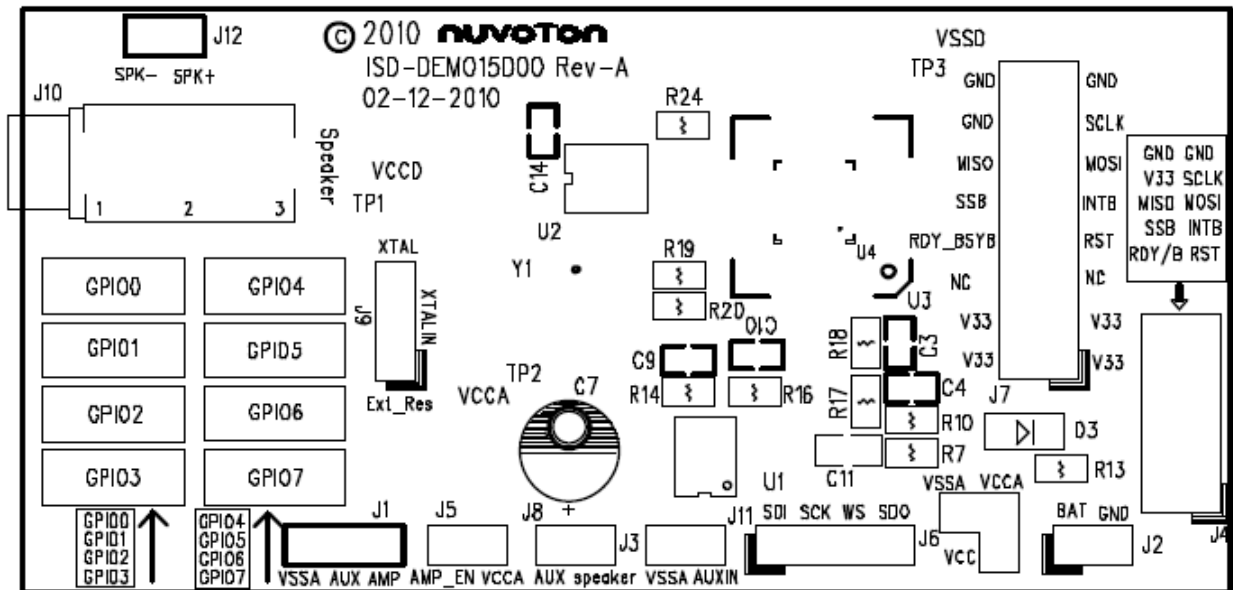 J12
SPK- SPK+
© 2010 nuvoTon
ISD-DEMO15D00 Rev-A
02-12-2010
J10
1 2 3
Speaker
VCCD
TP1
C14
U2
R24
VSSD
TP3
GND GND
GND SCLK
MISO MOSI
SSB INTB
RDY_BSYB RST
NC NC
V33 V33
V33 V33
GND GND
V33 SCLK
MISO MOSI
SSB INTB
RDY/B RST
U4
U3
XTAL
J9
XTALIN
Ext_Res
Y1
R19
R20
GPIO0 GPIO4
GPIO1 GPIO5
GPIO2 GPIO6
GPIO3 GPIO7
TP2
VCCA
C7
+
C9
C10
R14 R16
R18
C3
R17
C4
R10
C11
R7
J7
D3
R13
U1
VSSA VCCA
VCC
GPIO0
GPIO1
GPIO2
GPIO3
GPIO4
GPIO5
GPIO6
GPIO7
J1 J5 J8 J3 J11
SDI SCK WS SDO
J6
BAT GND
J2
J4
VSSA AUX AMP AMP_EN VCCA AUX speaker VSSA AUXIN